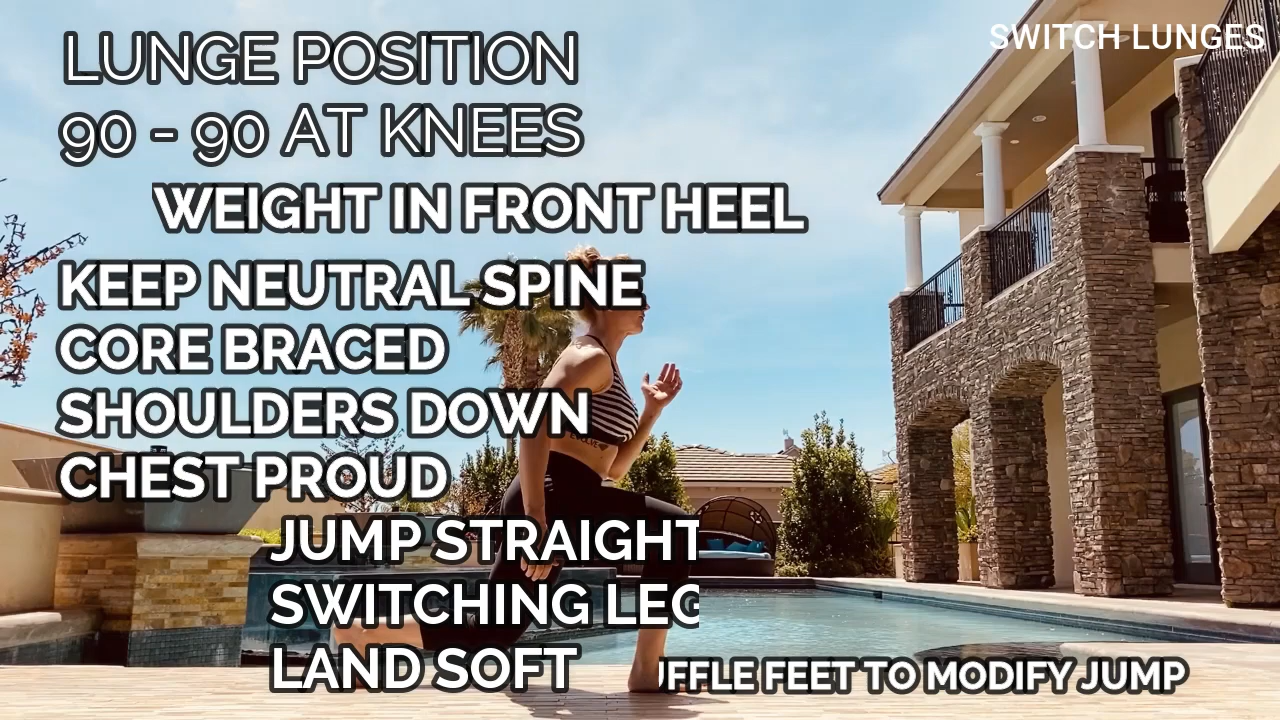 SWITCH LUNGES
LUNGE POSITION
90 - 90 AT KNEES
WEIGHT IN FRONT HEEL
KEEP NEUTRAL SPINE
CORE BRACED
SHOULDERS DOWN
CHEST PROUD
EVOLVE
JUMP STRAIGHT
SWITCHING
LAND SOFT
FEET TO MODIFY JUMP